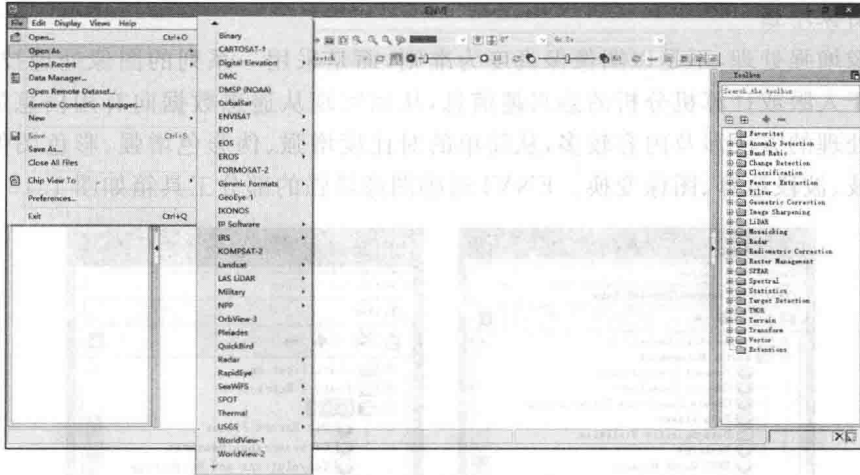 ENVI
File Edit Display Views Help
Open... Ctrl+O
Open As
Open Recent
Data Manager...
Open Remote Dataset...
Remote Connection Manager...
New
Save Ctrl+S
Save As...
Close All Files
Chip View To
Preferences...
Exit Ctrl+Q
Binary
CARTOSAT-1
Digital Elevation
DMC
DMSP (NOAA)
DubaiSat
ENVISAT
EO1
EOS
EROS
FORMOSAT-2
Generic Formats
GeoEye-1
IKONOS
IP Software
IRS
KOMPSAT-2
Landsat
LAS LiDAR
Military
NPP
OrbView-3
Pleiades
QuickBird
Radar
RapidEye
SeaWiFS
SPOT
Thermal
USGS
WorldView-1
WorldView-2
Toolbox
Search the toolbox
Favorites
Anomaly Detection
Band Ratio
Change Detection
Classification
Feature Extraction
Filter
Geometric Correction
Image Sharpening
LiDAR
Mosaicking
Radar
Radiometric Correction
Raster Management
SPEAR
Spectral
Statistics
Target Detection
THOR
Terrain
Transform
Vector
Extensions